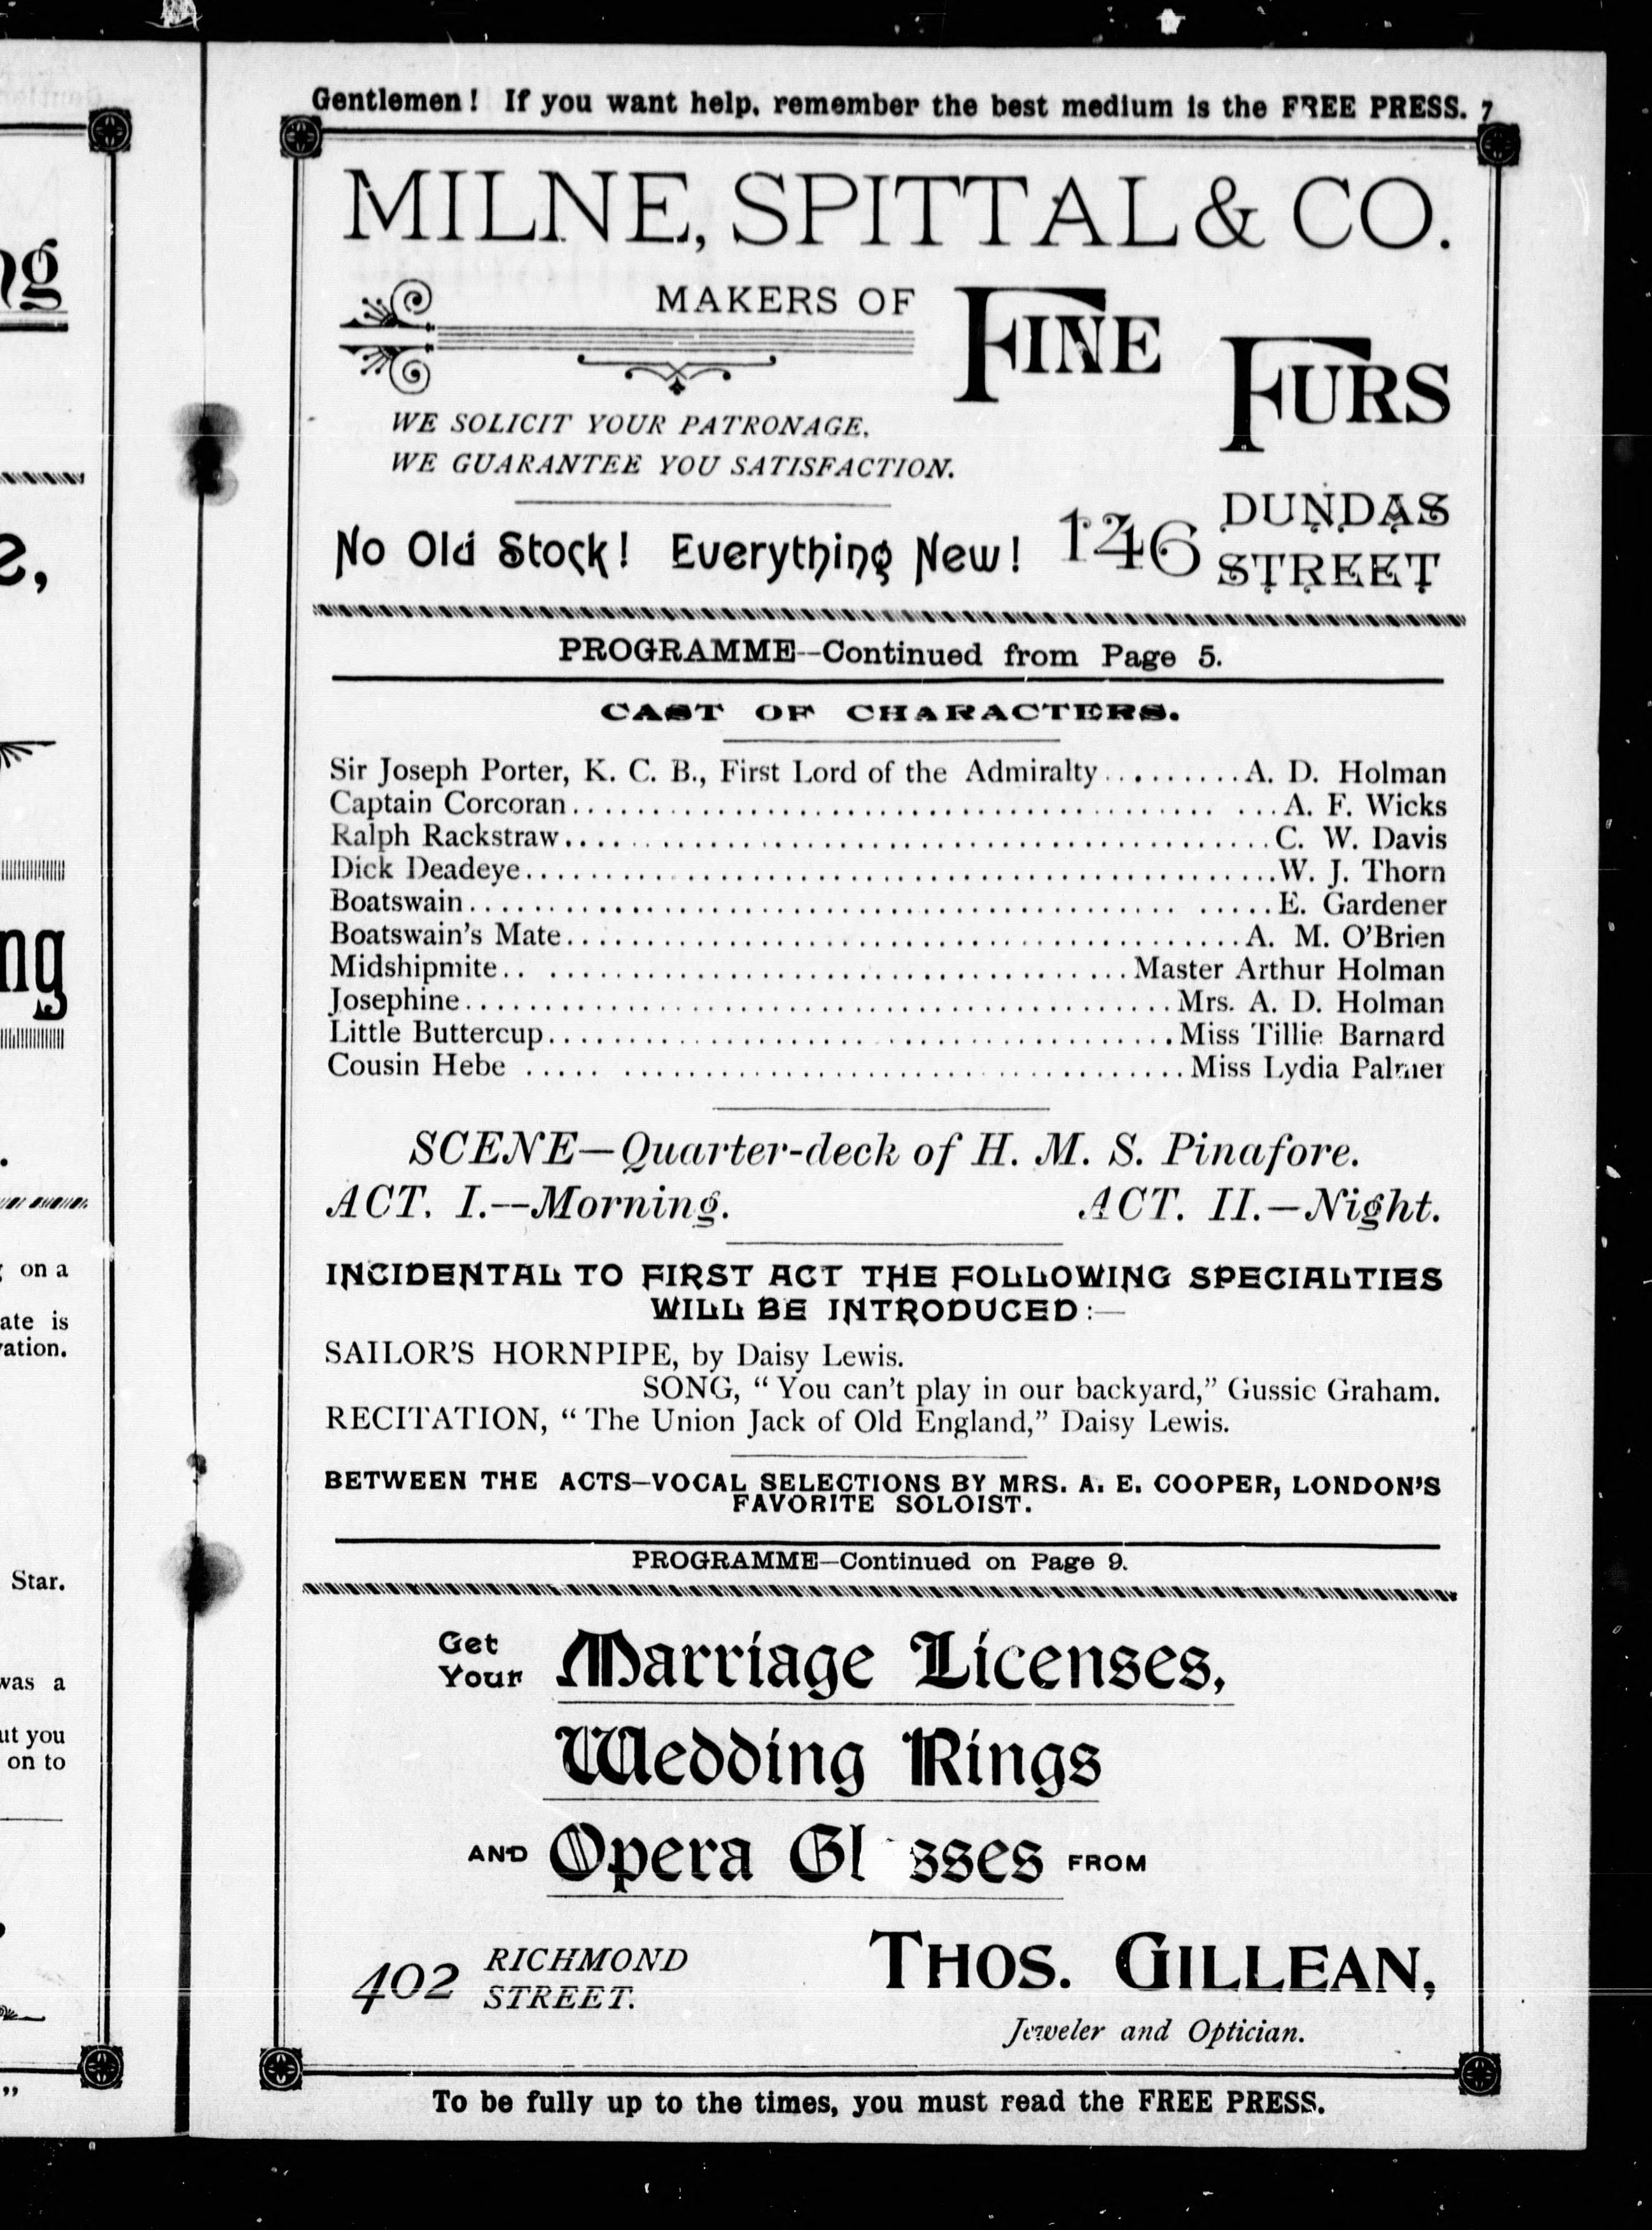 ng
e,
ng
.
on a
ate is
ation.
Star.
was a
ut you
on to
"
Gentlemen! If you want help, remember the best medium is the FREE PRESS. 7
MILNE, SPITTAL & CO.
MAKERS OF FINE FURS
WE SOLICIT YOUR PATRONAGE.
WE GUARANTEE YOU SATISFACTION.
No Old Stock! Everything New! 146 DUNDAS STREET
PROGRAMME--Continued from Page 5.
CAST OF CHARACTERS.
Sir Joseph Porter, K. C. B., First Lord of the Admiralty.........A. D. Holman
Captain Corcoran.........A. F. Wicks
Ralph Rackstraw.........C. W. Davis
Dick Deadeye.........W. J. Thorn
Boatswain.........E. Gardener
Boatswain's Mate.........A. M. O'Brien
Midshipmite.........Master Arthur Holman
Josephine.........Mrs. A. D. Holman
Little Buttercup.........Miss Tillie Barnard
Cousin Hebe.........Miss Lydia Palmer
SCENE—Quarter-deck of H. M. S. Pinafore.
ACT. I.--Morning. ACT. II.—Night.
INCIDENTAL TO FIRST ACT THE FOLLOWING SPECIALTIES
WILL BE INTRODUCED:—
SAILOR'S HORNPIPE, by Daisy Lewis.
SONG, "You can't play in our backyard," Gussie Graham.
RECITATION, "The Union Jack of Old England," Daisy Lewis.
BETWEEN THE ACTS—VOCAL SELECTIONS BY MRS. A. E. COOPER, LONDON'S
FAVORITE SOLOIST.
PROGRAMME—Continued on Page 9.
Get Your Marriage Licenses,
Wedding Rings
AND Opera Gl sses FROM
402 RICHMOND STREET.
THOS. GILLEAN,
Jeweler and Optician.
To be fully up to the times, you must read the FREE PRESS.